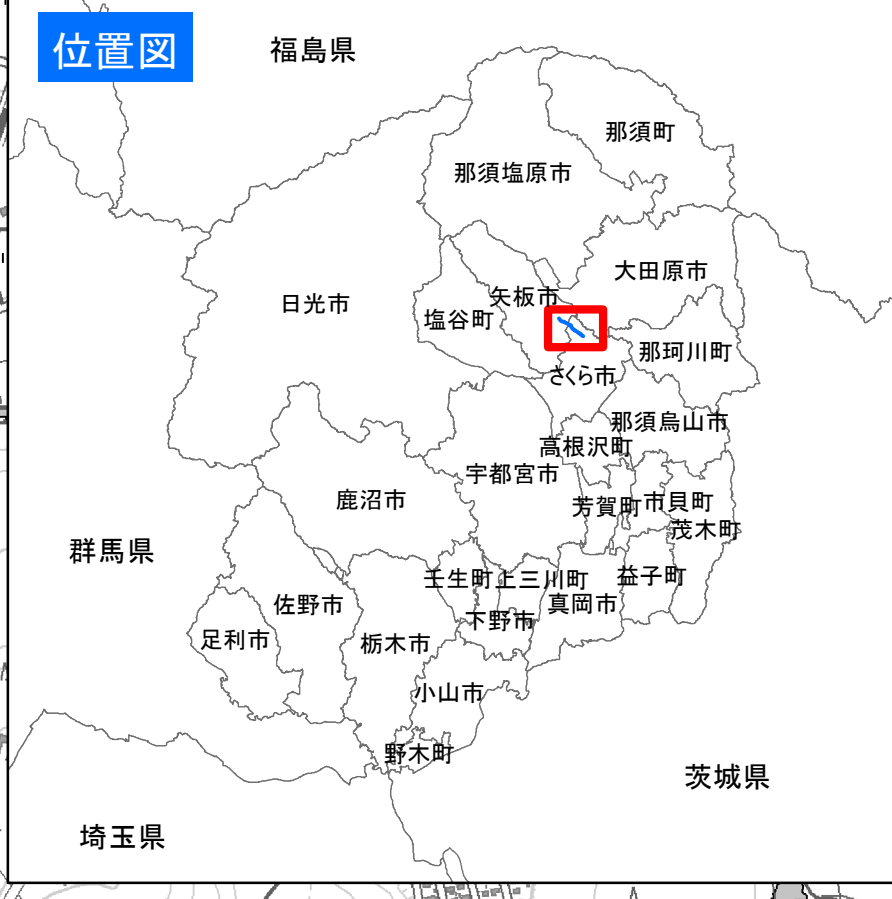 位置図
福島県
那須町
那須塩原市
大田原市
日光市
矢板市
塩谷町
那珂川町
さくら市
那須烏山市
高根沢町
宇都宮市
鹿沼市
芳賀町
市貝町
茂木町
群馬県
壬生町
上三川町
益子町
佐野市
真岡市
下野市
足利市
栃木市
小山市
野木町
茨城県
埼玉県